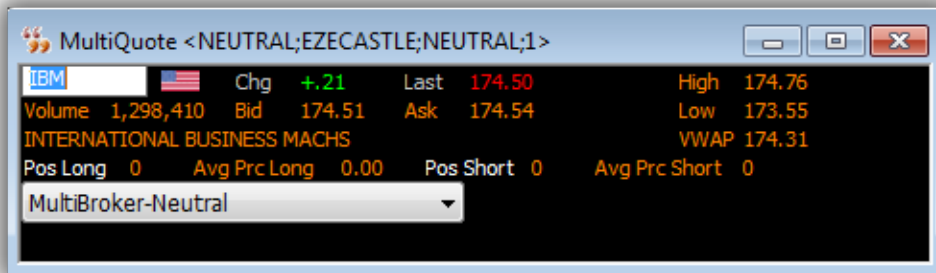 MultiQuote <NEUTRAL;EZECASTLE;NEUTRAL;1>
IBM Chg +.21 Last 174.50 High 174.76
Volume 1,298,410 Bid 174.51 Ask 174.54 Low 173.55
INTERNATIONAL BUSINESS MACHS VWAP 174.31
Pos Long 0 Avg Prc Long 0.00 Pos Short 0 Avg Prc Short 0
MultiBroker-Neutral